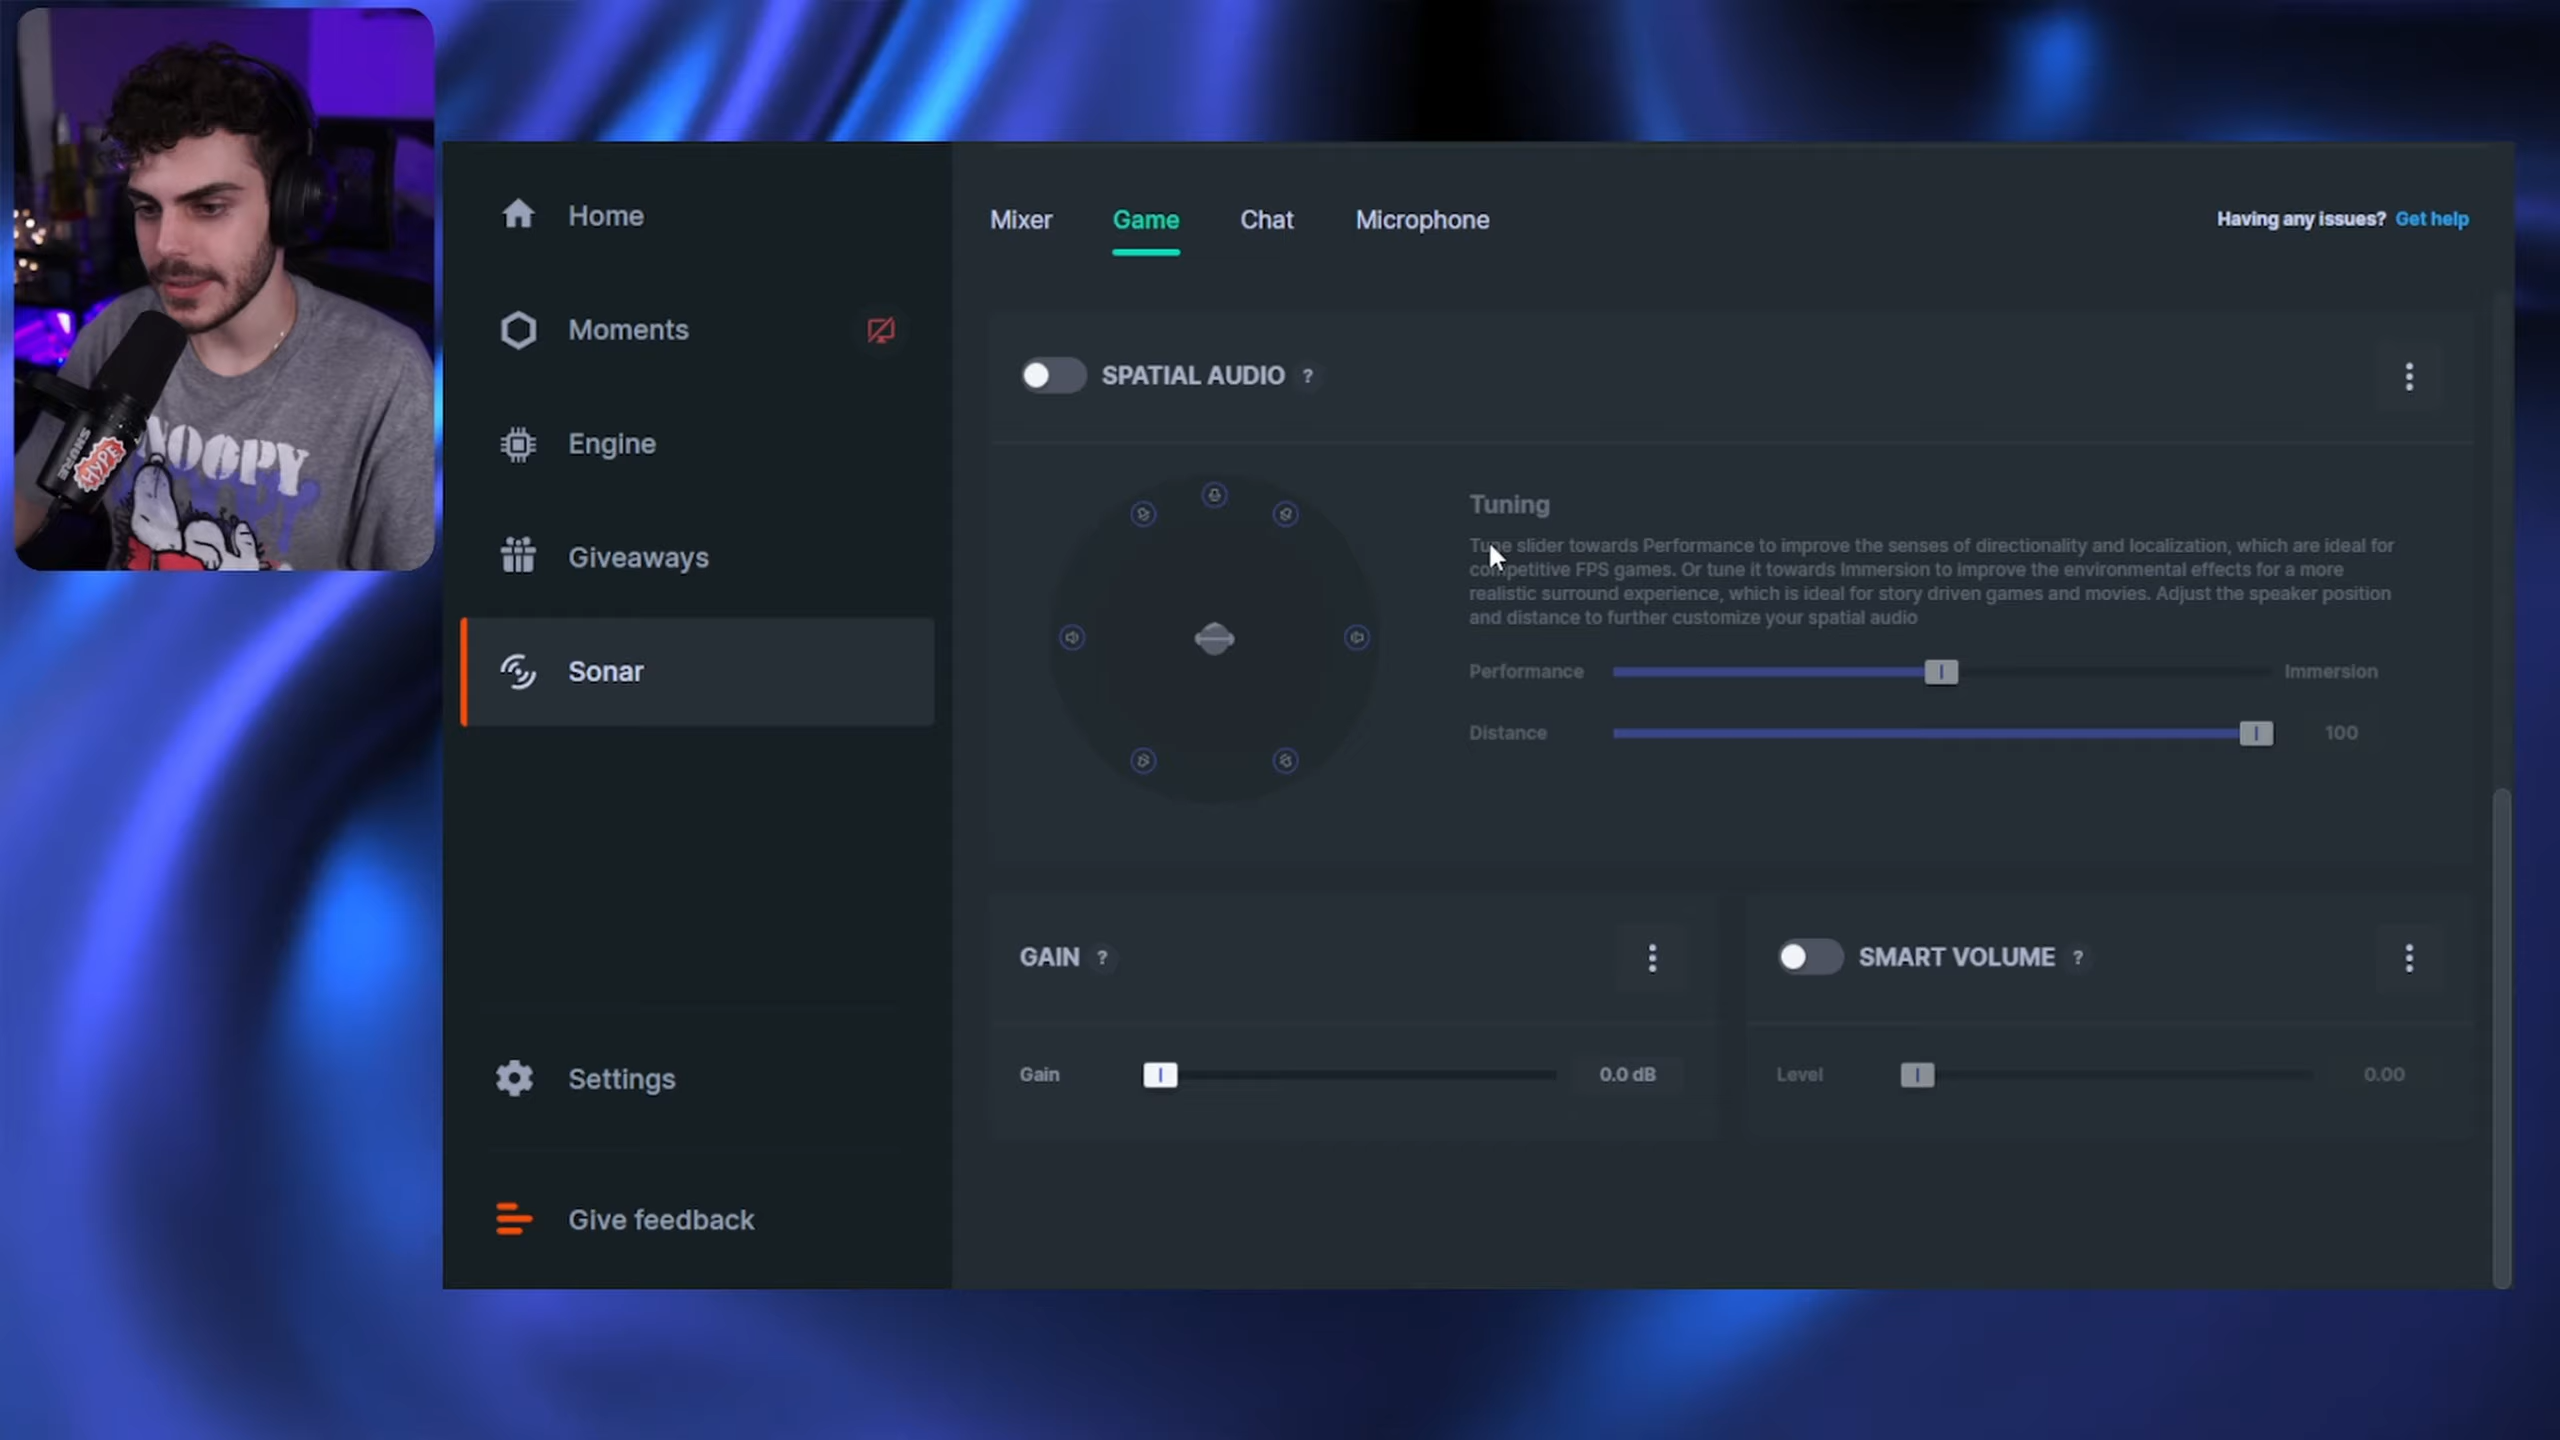 Home
Moments
Engine
Giveaways
Sonar
Settings
Give feedback
Mixer
Game
Chat
Microphone
Having any issues? Get help
SPATIAL AUDIO ?
Tuning
Tune slider towards Performance to improve the senses of directionality and localization, which are ideal for
competitive FPS games. Or tune it towards Immersion to improve the environmental effects for a more
realistic surround experience, which is ideal for story driven games and movies. Adjust the speaker position
and distance to further customize your spatial audio
Performance
Immersion
Distance
100
GAIN ?
Gain
0.0 dB
SMART VOLUME ?
Level
0.00
SHURE
HYPE
NOOPY